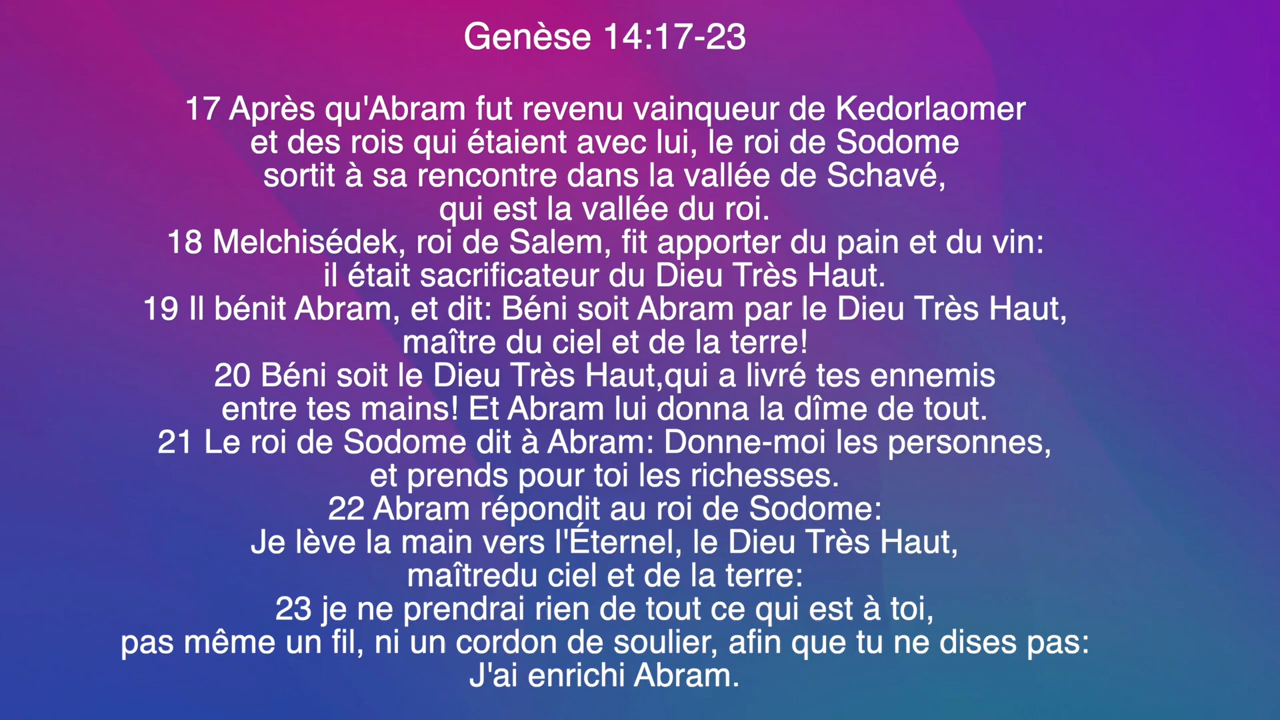 Genèse 14:17-23
17 Après qu'Abram fut revenu vainqueur de Kedorlaomer
et des rois qui étaient avec lui, le roi de Sodome
sortit à sa rencontre dans la vallée de Schavé,
qui est la vallée du roi.
18 Melchisédek, roi de Salem, fit apporter du pain et du vin:
il était sacrificateur du Dieu Très Haut.
19 Il bénit Abram, et dit: Béni soit Abram par le Dieu Très Haut,
maître du ciel et de la terre!
20 Béni soit le Dieu Très Haut,qui a livré tes ennemis
entre tes mains! Et Abram lui donna la dîme de tout.
21 Le roi de Sodome dit à Abram: Donne-moi les personnes,
et prends pour toi les richesses.
22 Abram répondit au roi de Sodome:
Je lève la main vers l'Éternel, le Dieu Très Haut,
maîtredu ciel et de la terre:
23 je ne prendrai rien de tout ce qui est à toi,
pas même un fil, ni un cordon de soulier, afin que tu ne dises pas:
J'ai enrichi Abram.